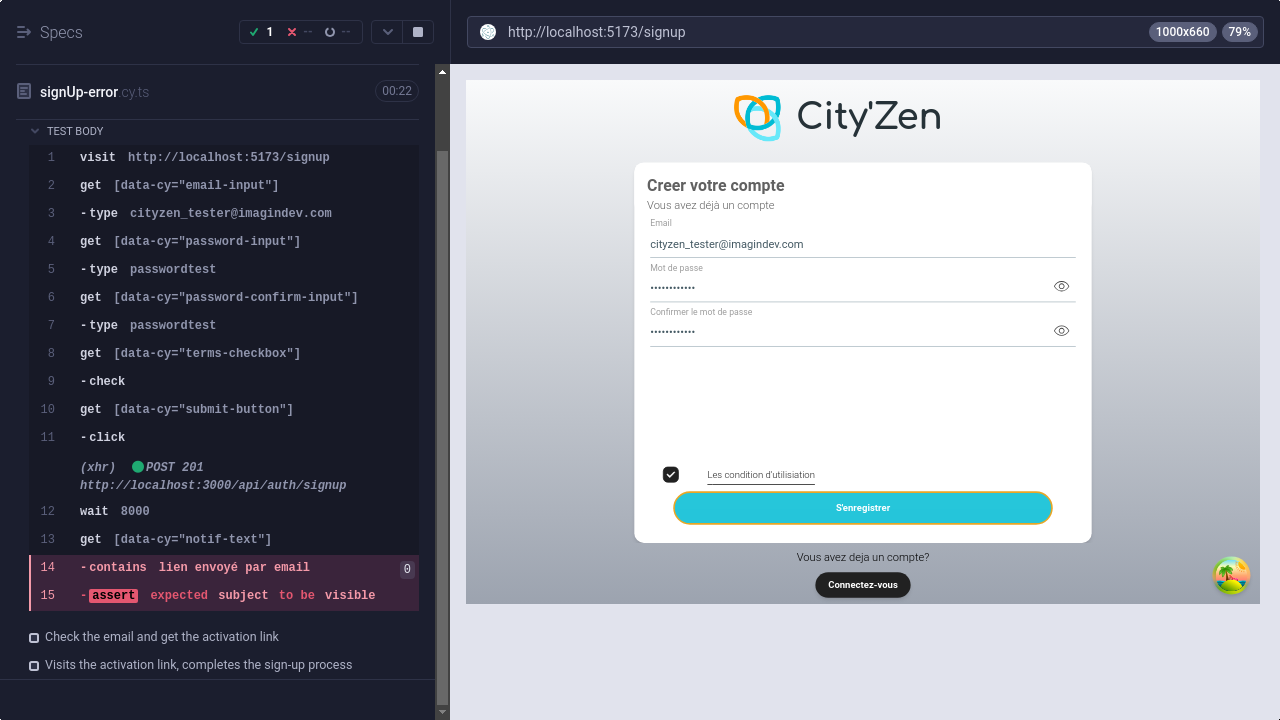 Specs
1
--
--
signUp-error.cy.ts
00:22
TEST BODY
1 visit http://localhost:5173/signup
2 get [data-cy="email-input"]
3 -type cityzen_tester@imagindev.com
4 get [data-cy="password-input"]
5 -type passwordtest
6 get [data-cy="password-confirm-input"]
7 -type passwordtest
8 get [data-cy="terms-checkbox"]
9 -check
10 get [data-cy="submit-button"]
11 -click
(xhr) POST 201
http://localhost:3000/api/auth/signup
12 wait 8000
13 get [data-cy="notif-text"]
14 -contains lien envoyé par email 0
15 -assert expected subject to be visible
Check the email and get the activation link
Visits the activation link, completes the sign-up process
http://localhost:5173/signup
1000x660
79%
City'Zen
Creer votre compte
Vous avez déjà un compte
Email
cityzen_tester@imagindev.com
Mot de passe
••••••••••••
Confirmer le mot de passe
••••••••••••
Les condition d'utilisiation
S'enregistrer
Vous avez deja un compte?
Connectez-vous